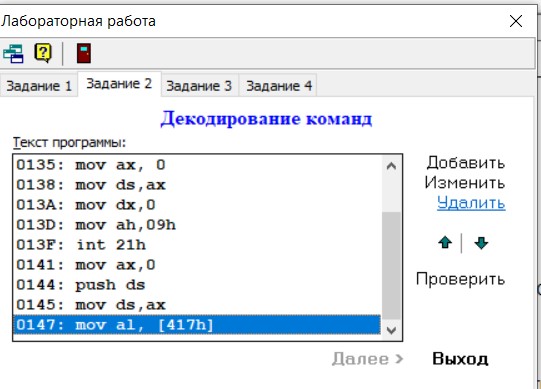 Лабораторная работа
Задание 1 Задание 2 Задание 3 Задание 4
Декодирование команд
Текст программы:
0135: mov ax, 0
0138: mov ds,ax
013A: mov dx,0
013D: mov ah,09h
013F: int 21h
0141: mov ax,0
0144: push ds
0145: mov ds,ax
0147: mov al, [417h]
Добавить
Изменить
Удалить
Проверить
Далее > Выход